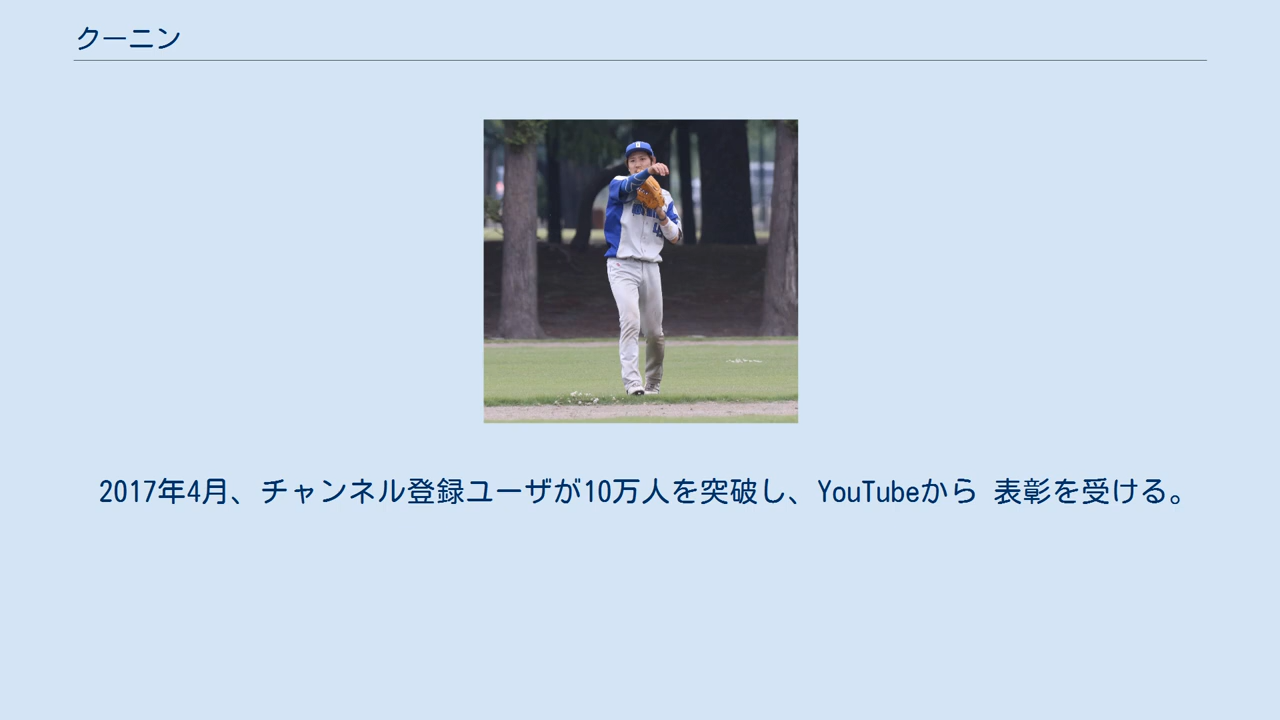 クーニン
2017年4月、チャンネル登録ユーザが10万人を突破し、YouTubeから 表彰を受ける。